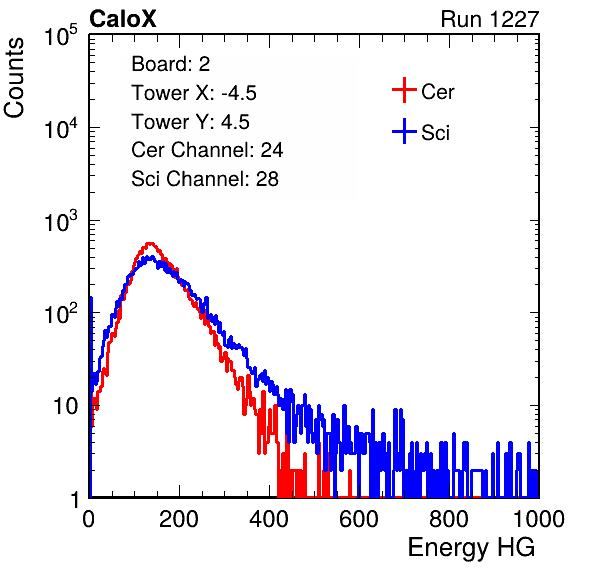 CaloX Run 1227
Counts
10^5
10^4
10^3
10^2
10
1
Board: 2
Tower X: -4.5
Tower Y: 4.5
Cer Channel: 24
Sci Channel: 28
Cer
Sci
0 200 400 600 800 1000
Energy HG